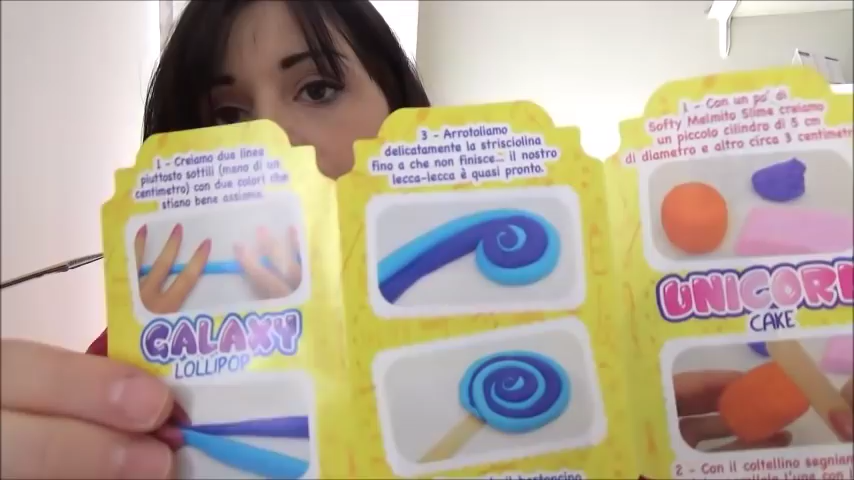 1 - Creiamo due linee
piuttosto sottili (meno di un
centimetro) con due colori che
stiano bene assieme.
GALAXY
LOLLIPOP
3 - Arrotoliamo
delicatamente la strisciolina
fino a che non finisce... il nostro
lecca-lecca è quasi pronto.
1 - Con un po' di
Softy Melmito Slime creiamo
un piccolo cilindro di 5 cm
di diametro e altro circa 3 centimetri
UNICORN
CAKE
2 - Con il coltellino segniam